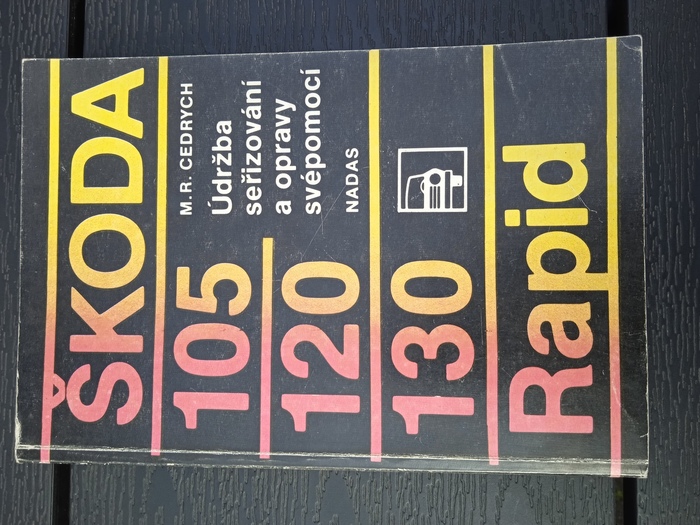 ŠKODA
M. R. CEDRYCH
Údržba
seřizování
a opravy
svépomocí
NADAS
105
120
130
Rapid